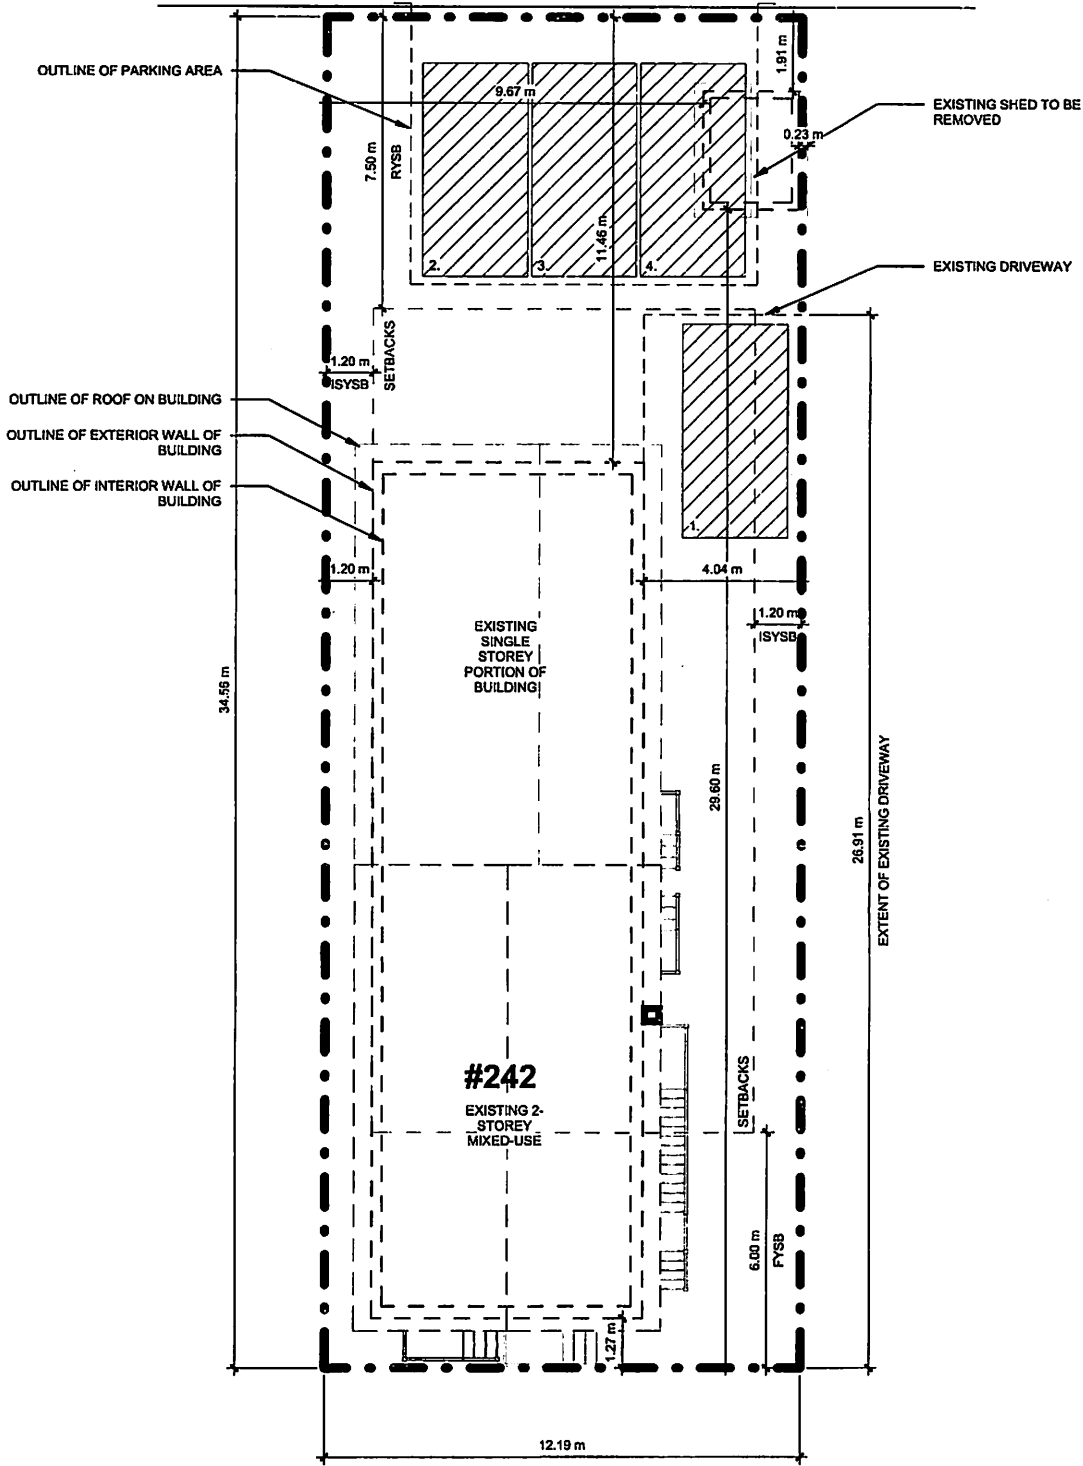 OUTLINE OF PARKING AREA
1.91 m
9.67 m
EXISTING SHED TO BE
REMOVED
0.23 m
7.50 m
RYSB
11.46 m
2.
3.
4.
EXISTING DRIVEWAY
SETBACKS
1.20 m
ISYSB
OUTLINE OF ROOF ON BUILDING
OUTLINE OF EXTERIOR WALL OF
BUILDING
OUTLINE OF INTERIOR WALL OF
BUILDING
1.
1.20 m
4.04 m
1.20 m
ISYSB
EXISTING
SINGLE
STOREY
PORTION OF
BUILDING
34.56 m
29.60 m
26.91 m
EXTENT OF EXISTING DRIVEWAY
#242
EXISTING 2-
STOREY
MIXED-USE
SETBACKS
6.00 m
FYSB
1.27 m
12.19 m